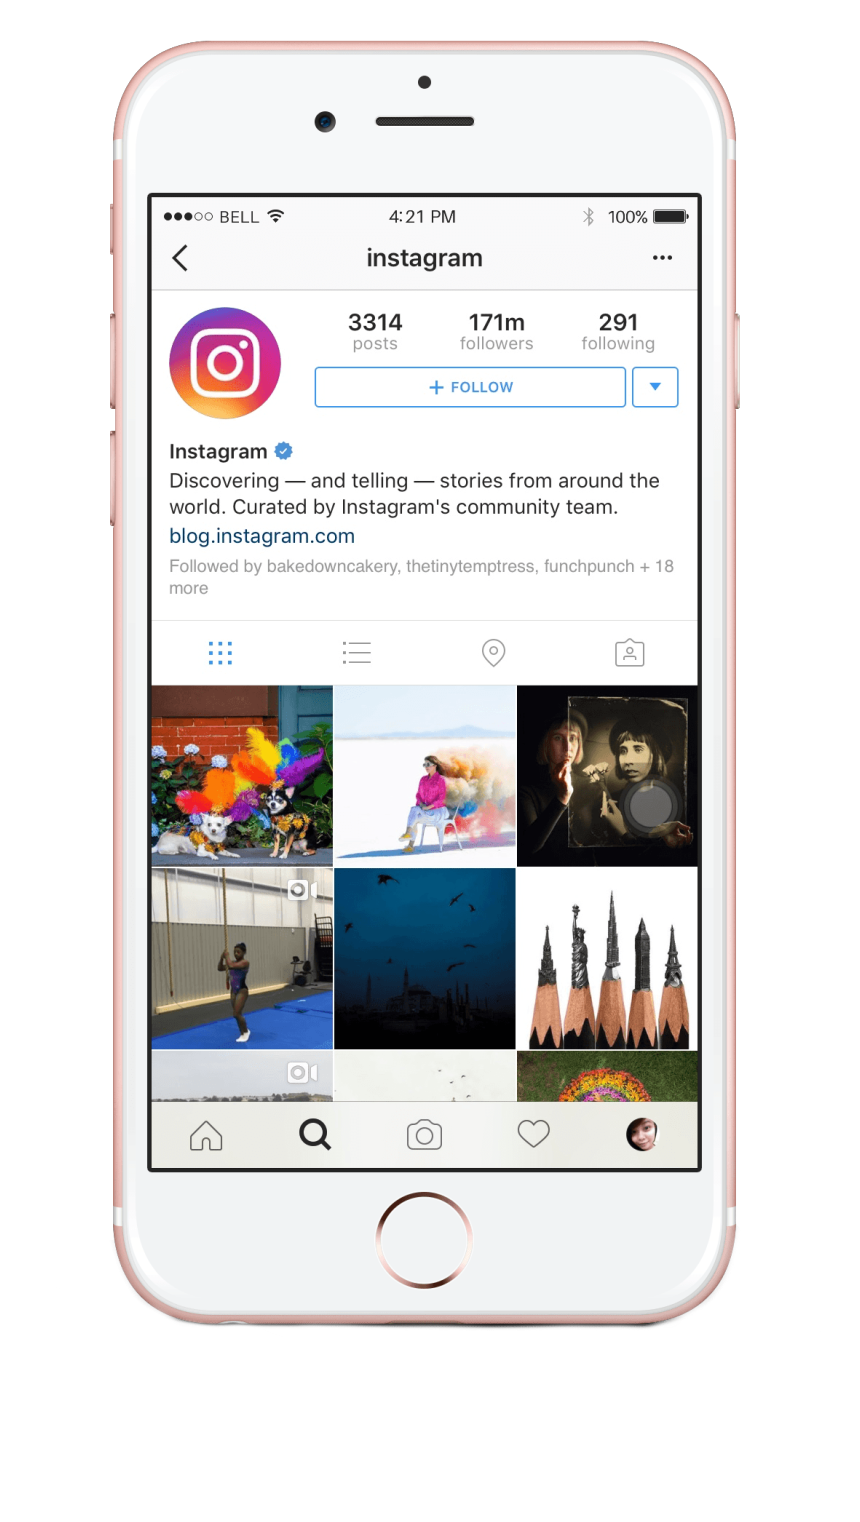 BELL 4:21 PM 100%
instagram
3314 171m 291
posts followers following
+ FOLLOW
Instagram
Discovering — and telling — stories from around the
world. Curated by Instagram's community team.
blog.instagram.com
Followed by bakedowncakery, thetinytemptress, funchpunch + 18
more